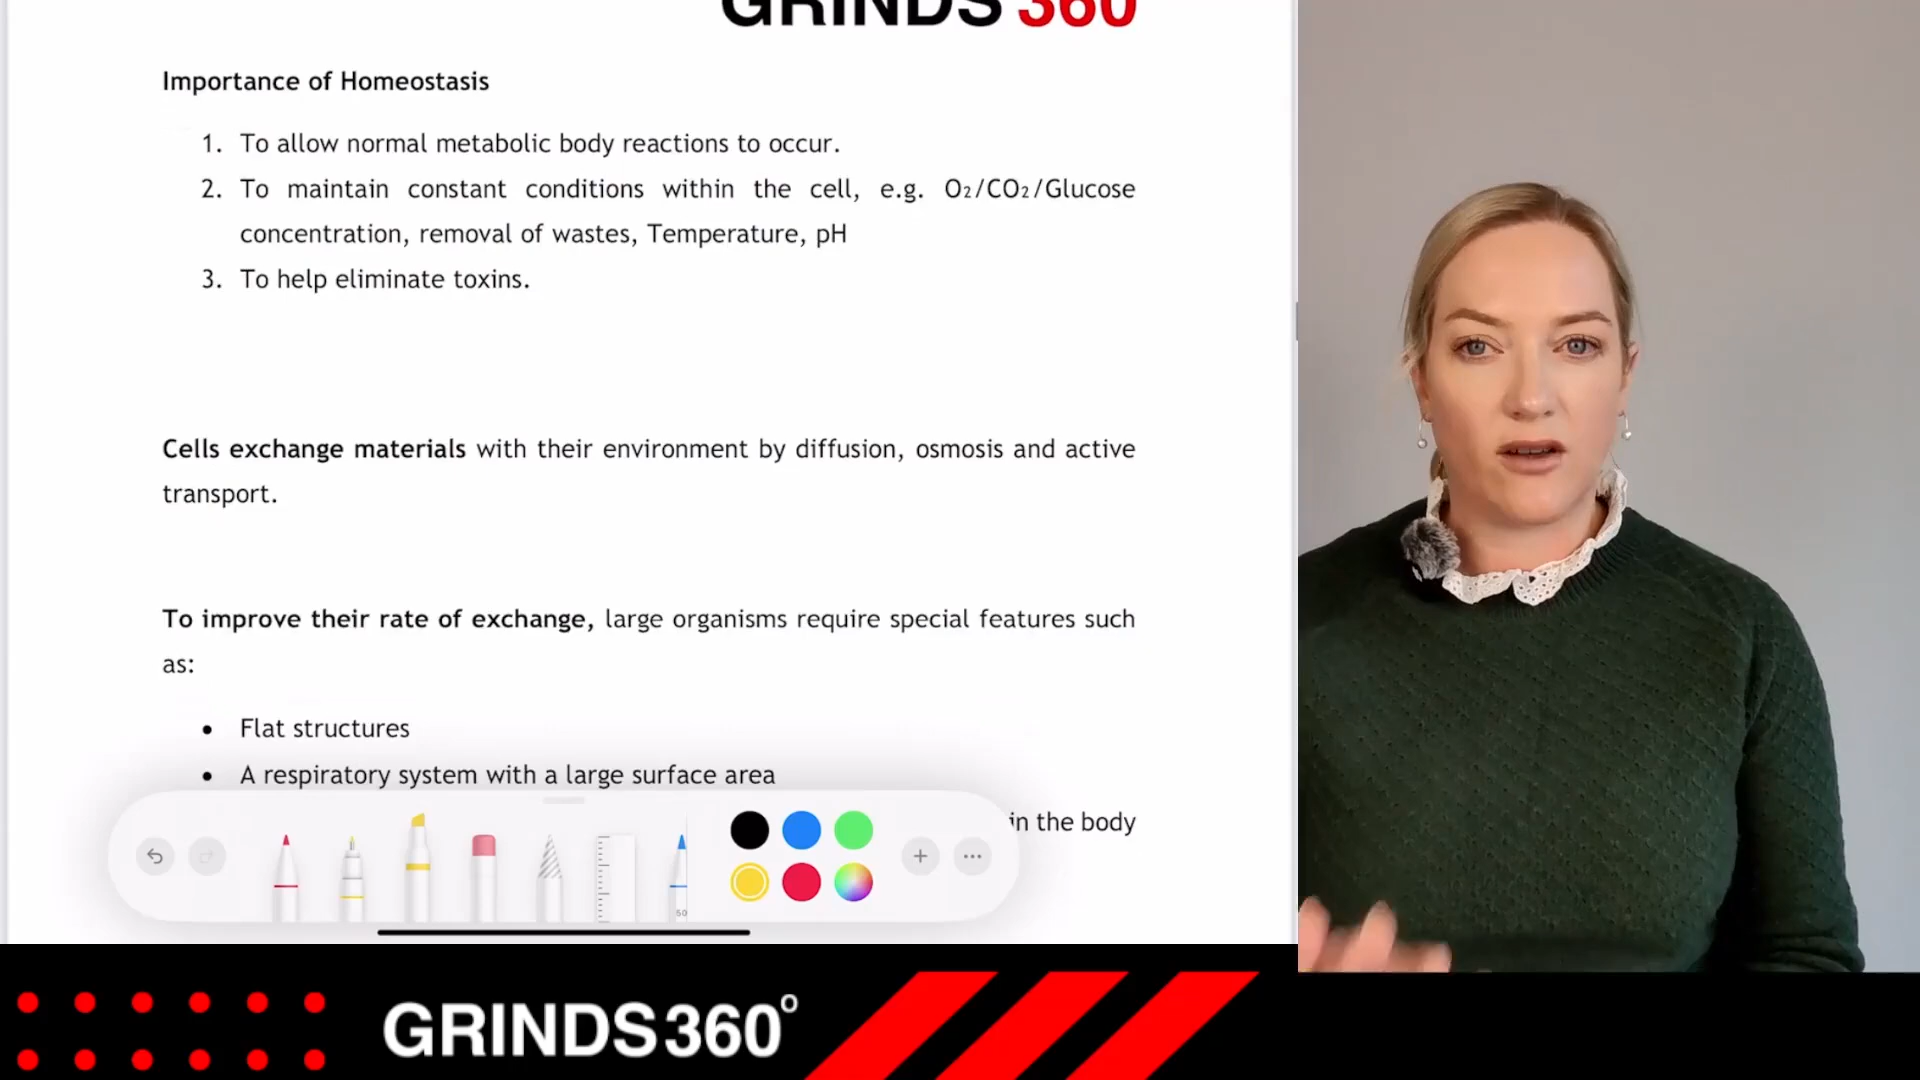 GRINDS 360
Importance of Homeostasis
1. To allow normal metabolic body reactions to occur.
2. To maintain constant conditions within the cell, e.g. O₂/CO₂/Glucose
concentration, removal of wastes, Temperature, pH
3. To help eliminate toxins.
Cells exchange materials with their environment by diffusion, osmosis and active
transport.
To improve their rate of exchange, large organisms require special features such
as:
• Flat structures
• A respiratory system with a large surface area
in the body
50
GRINDS360°